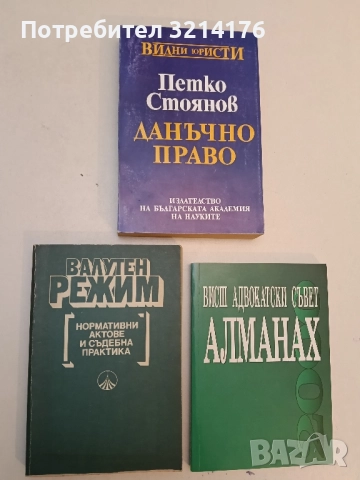 Потребител 73560841
ВИДНИ ЮРИСТИ
Петко
Стоянов
ДАНЪЧНО
ПРАВО
ИЗДАТЕЛСТВО
НА БЪЛГАРСКАТА АКАДЕМИЯ
НА НАУКИТЕ
ВАЛУТЕН
РЕЖИМ
НОРМАТИВНИ
АКТОВЕ
И СЪДЕБНА
ПРАКТИКА
ВИСШ АДВОКАТСКИ СЪВЕТ
АЛМАНАХ
BAZAR